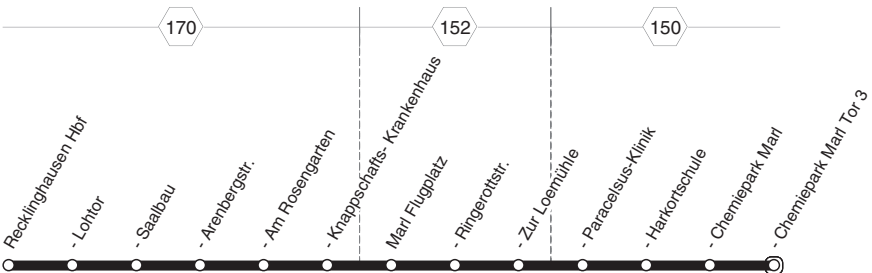 170
152
150
Recklinghausen Hbf
- Lohtor
- Saalbau
- Arenbergstr.
- Am Rosengarten
- Knappschafts- Krankenhaus
Marl Flugplatz
- Ringerottstr.
- Zur Loemühle
- Paracelsus-Klinik
- Harkortschule
- Chemiepark Marl
- Chemiepark Marl Tor 3